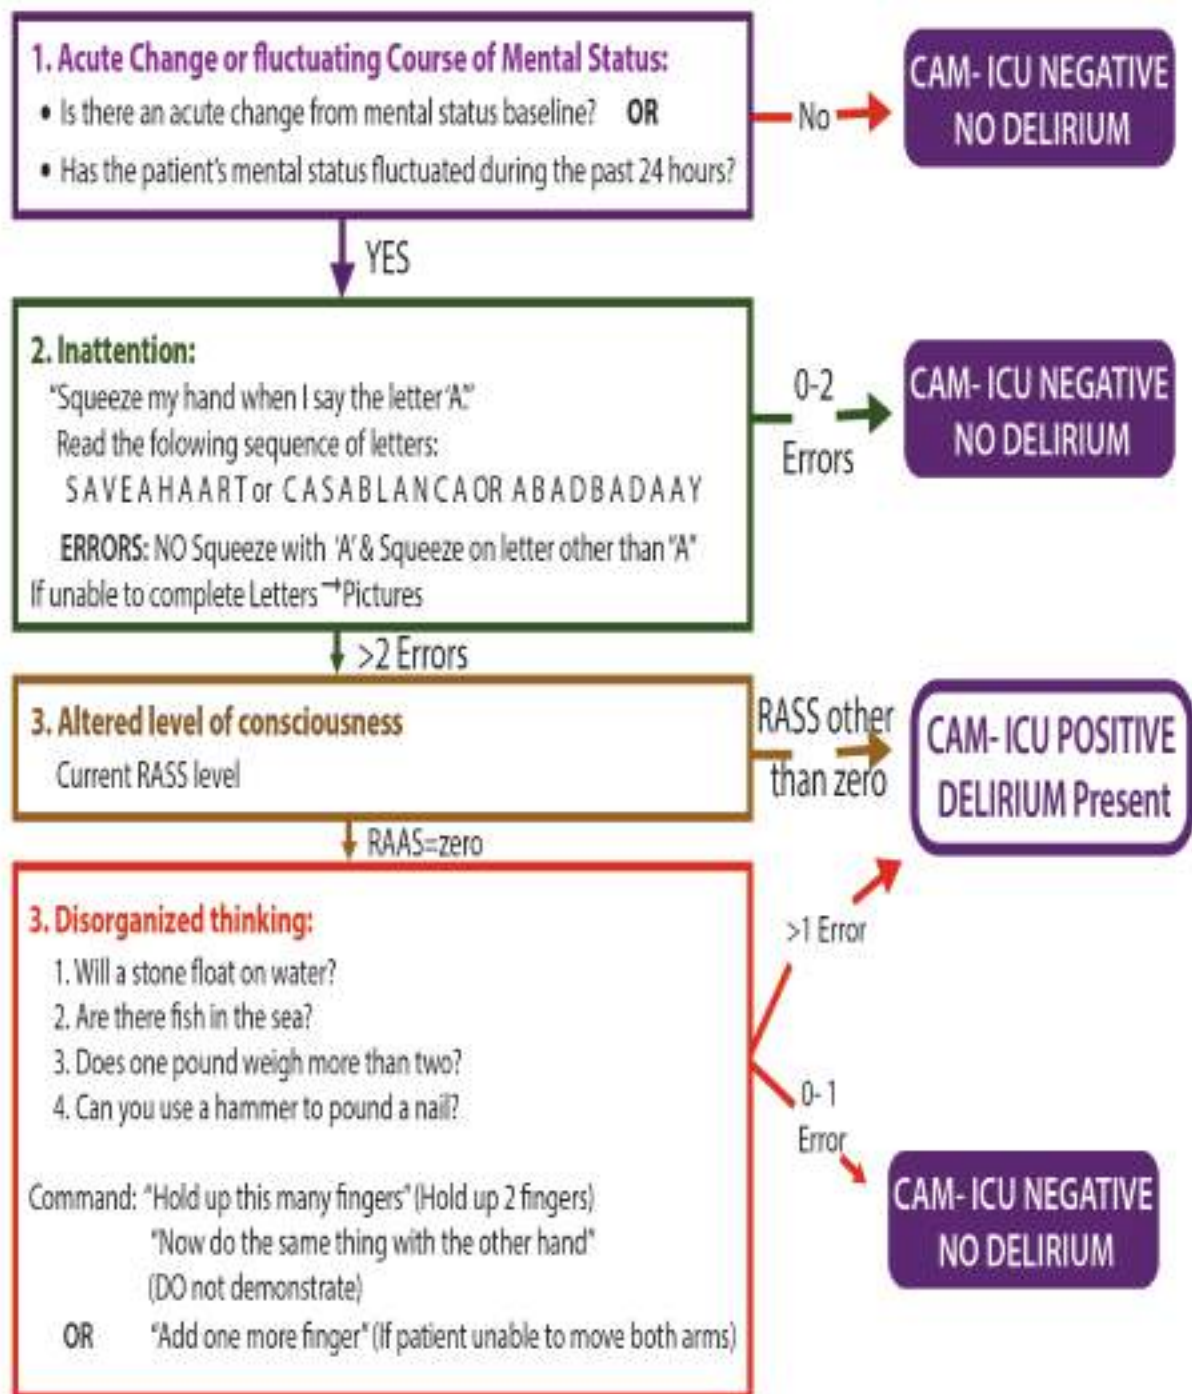 1. Acute Change or fluctuating Course of Mental Status:
• Is there an acute change from mental status baseline? OR
• Has the patient's mental status fluctuated during the past 24 hours?
No
CAM- ICU NEGATIVE
NO DELIRIUM
YES
2. Inattention:
"Squeeze my hand when I say the letter 'A'."
Read the folowing sequence of letters:
S A V E A H A A R T or C A S A B L A N C A OR A B A D B A D A A Y
ERRORS: NO Squeeze with 'A' & Squeeze on letter other than "A"
If unable to complete Letters → Pictures
0-2
Errors
CAM- ICU NEGATIVE
NO DELIRIUM
>2 Errors
3. Altered level of consciousness
Current RASS level
RASS other
than zero
CAM- ICU POSITIVE
DELIRIUM Present
RAAS=zero
3. Disorganized thinking:
1. Will a stone float on water?
2. Are there fish in the sea?
3. Does one pound weigh more than two?
4. Can you use a hammer to pound a nail?
Command: "Hold up this many fingers" (Hold up 2 fingers)
"Now do the same thing with the other hand"
(DO not demonstrate)
OR "Add one more finger" (If patient unable to move both arms)
>1 Error
0- 1
Error
CAM- ICU NEGATIVE
NO DELIRIUM